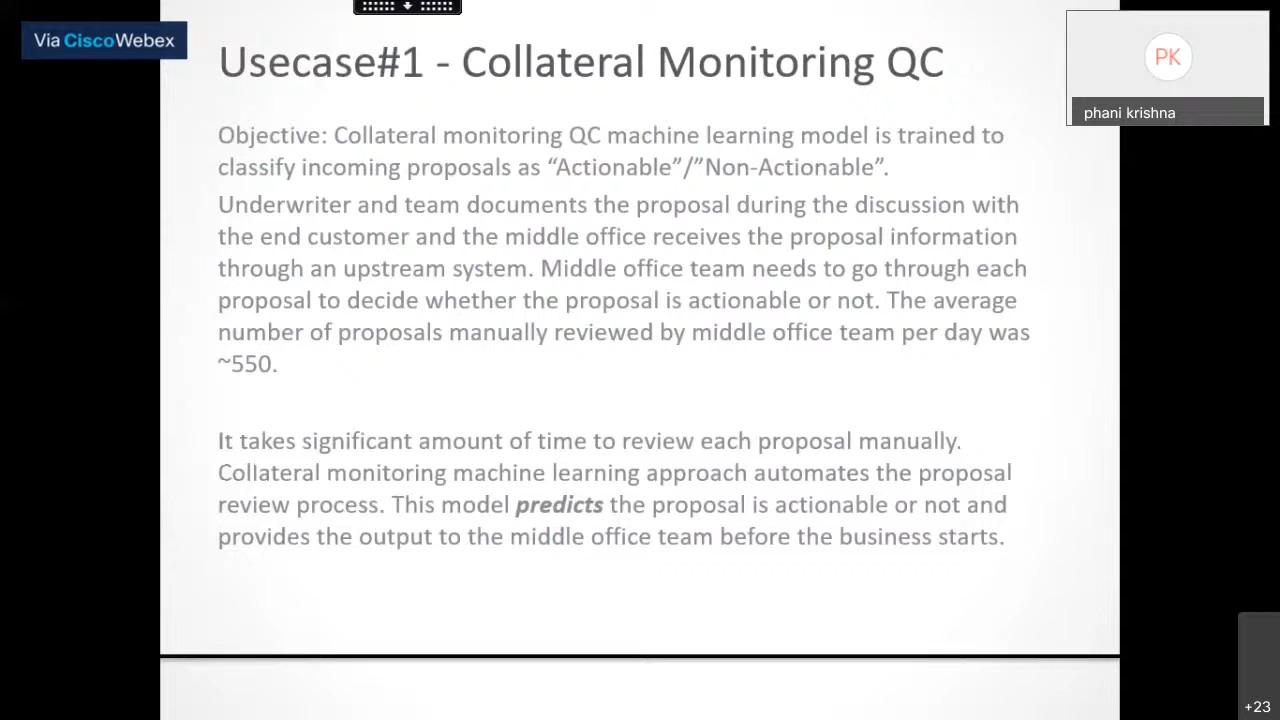 Via CiscoWebex
Usecase#1 - Collateral Monitoring QC
PK
phani krishna
Objective: Collateral monitoring QC machine learning model is trained to
classify incoming proposals as “Actionable”/”Non-Actionable”.
Underwriter and team documents the proposal during the discussion with
the end customer and the middle office receives the proposal information
through an upstream system. Middle office team needs to go through each
proposal to decide whether the proposal is actionable or not. The average
number of proposals manually reviewed by middle office team per day was
~550.
It takes significant amount of time to review each proposal manually.
Collateral monitoring machine learning approach automates the proposal
review process. This model predicts the proposal is actionable or not and
provides the output to the middle office team before the business starts.
+23